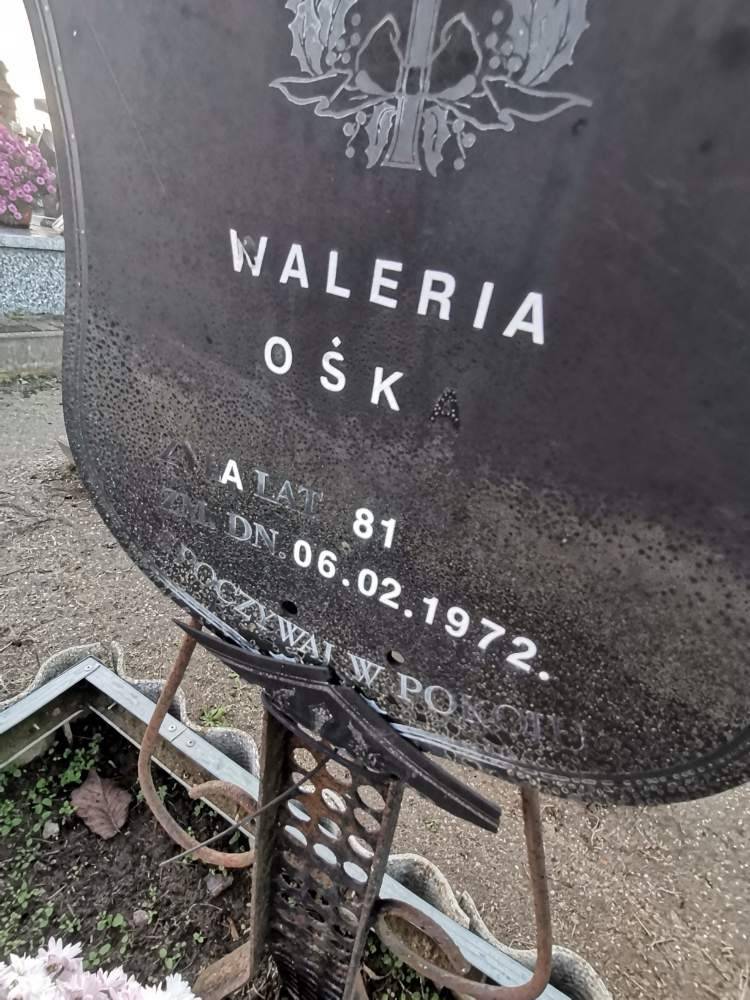 WALERIA
OŚKA
LAT 81
ZM. DN. 06.02.1972.
SPOCZYWAJ W POKOJU